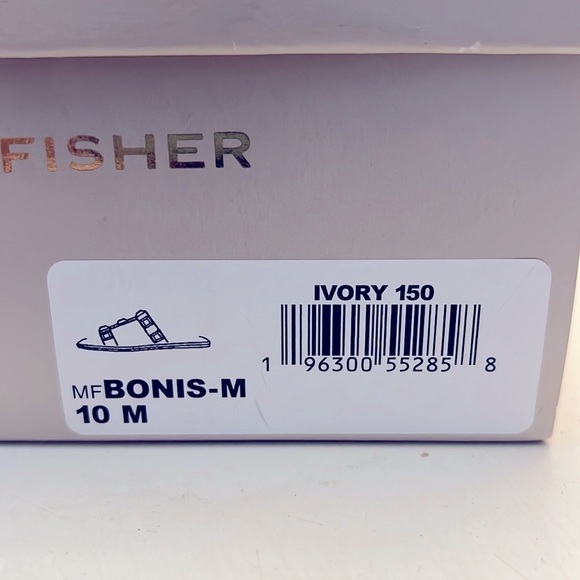 FISHER
IVORY 150
1 96300 55285 8
MFBONIS-M
10 M